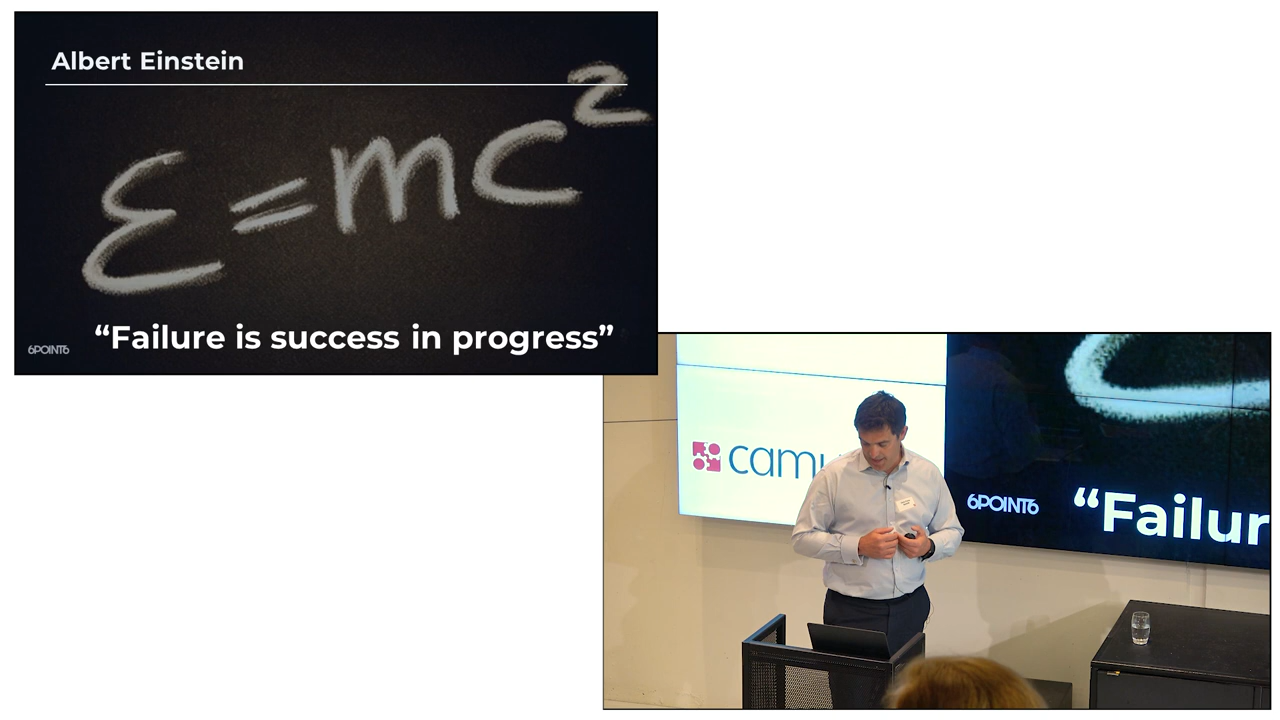 Albert Einstein
E=mc²
“Failure is success in progress”
6POINT6
camu
6POINT6
“Failur